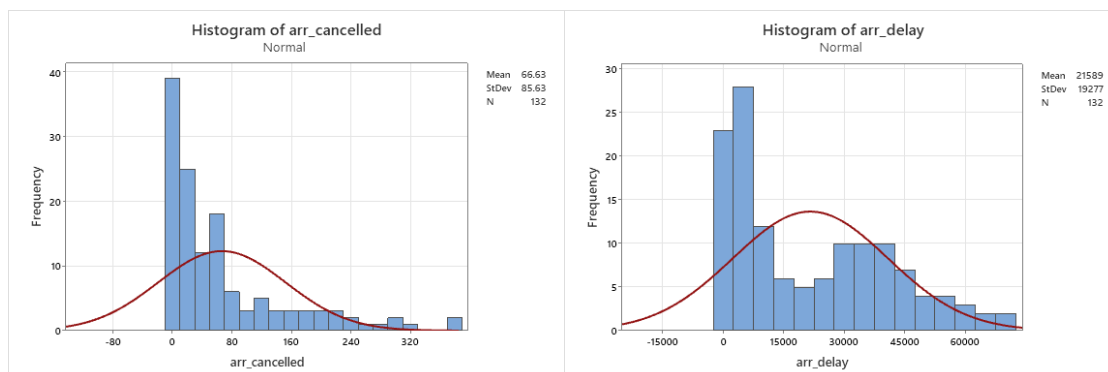 Histogram of arr_cancelled
Normal
40
30
20
10
0
Frequency
-80 0 80 160 240 320
arr_cancelled
Mean 66.63
StDev 85.63
N 132
Histogram of arr_delay
Normal
30
25
20
15
10
5
0
Frequency
-15000 0 15000 30000 45000 60000
arr_delay
Mean 21589
StDev 19277
N 132